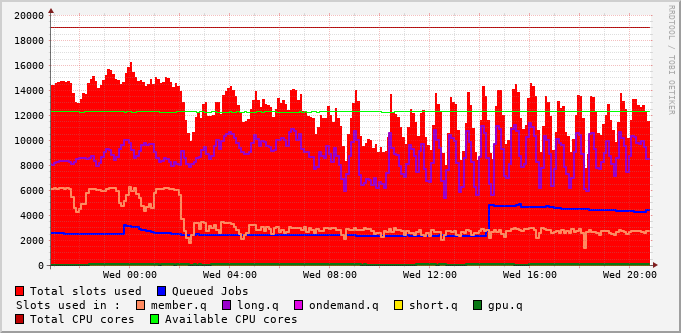 20000
18000
16000
14000
12000
10000
8000
6000
4000
2000
0
Wed 00:00 Wed 04:00 Wed 08:00 Wed 12:00 Wed 16:00 Wed 20:00
RRDTOOL / TOBI OETIKER
Total slots used Queued Jobs
Slots used in : member.q long.q ondemand.q short.q gpu.q
Total CPU cores Available CPU cores